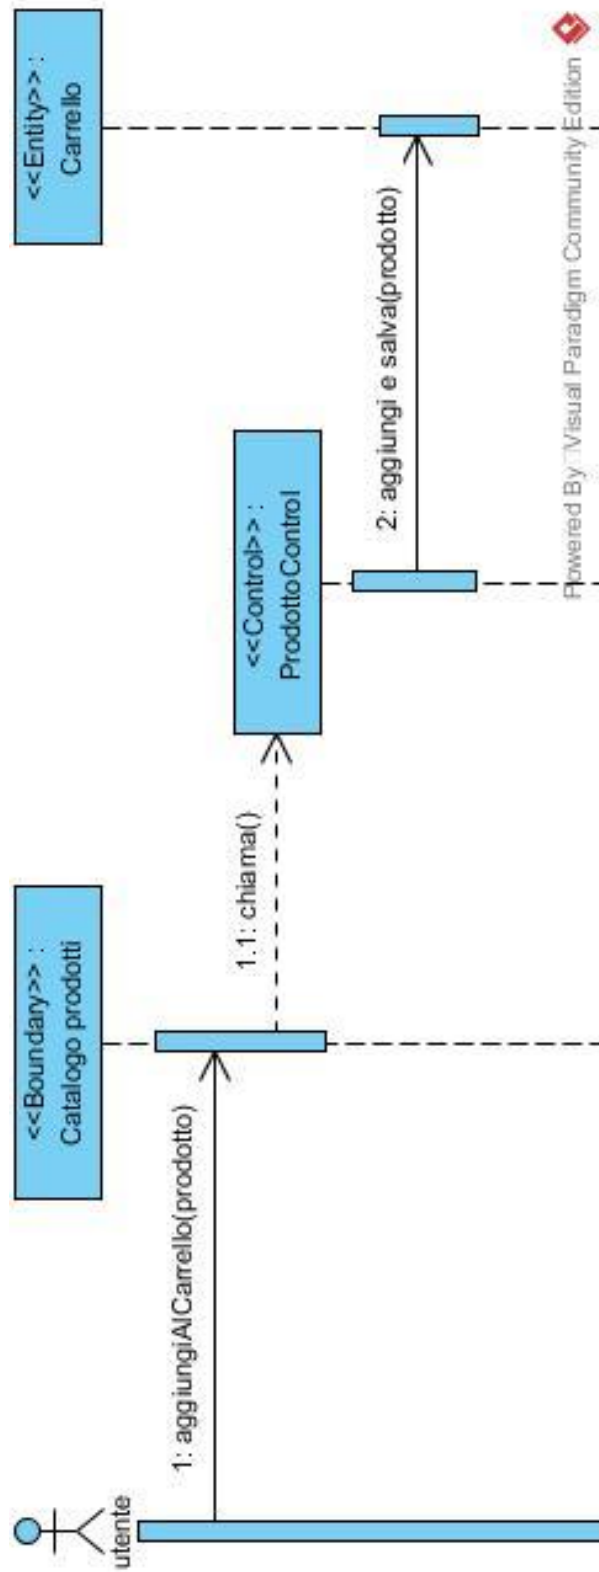 utente
<<Boundary>> :
Catalogo prodotti
<<Control>> :
ProdottoControl
<<Entity>> :
Carrello
1: aggiungiAlCarrello(prodotto)
1.1: chiama()
2: aggiungi e salva(prodotto)
Powered By Visual Paradigm Community Edition